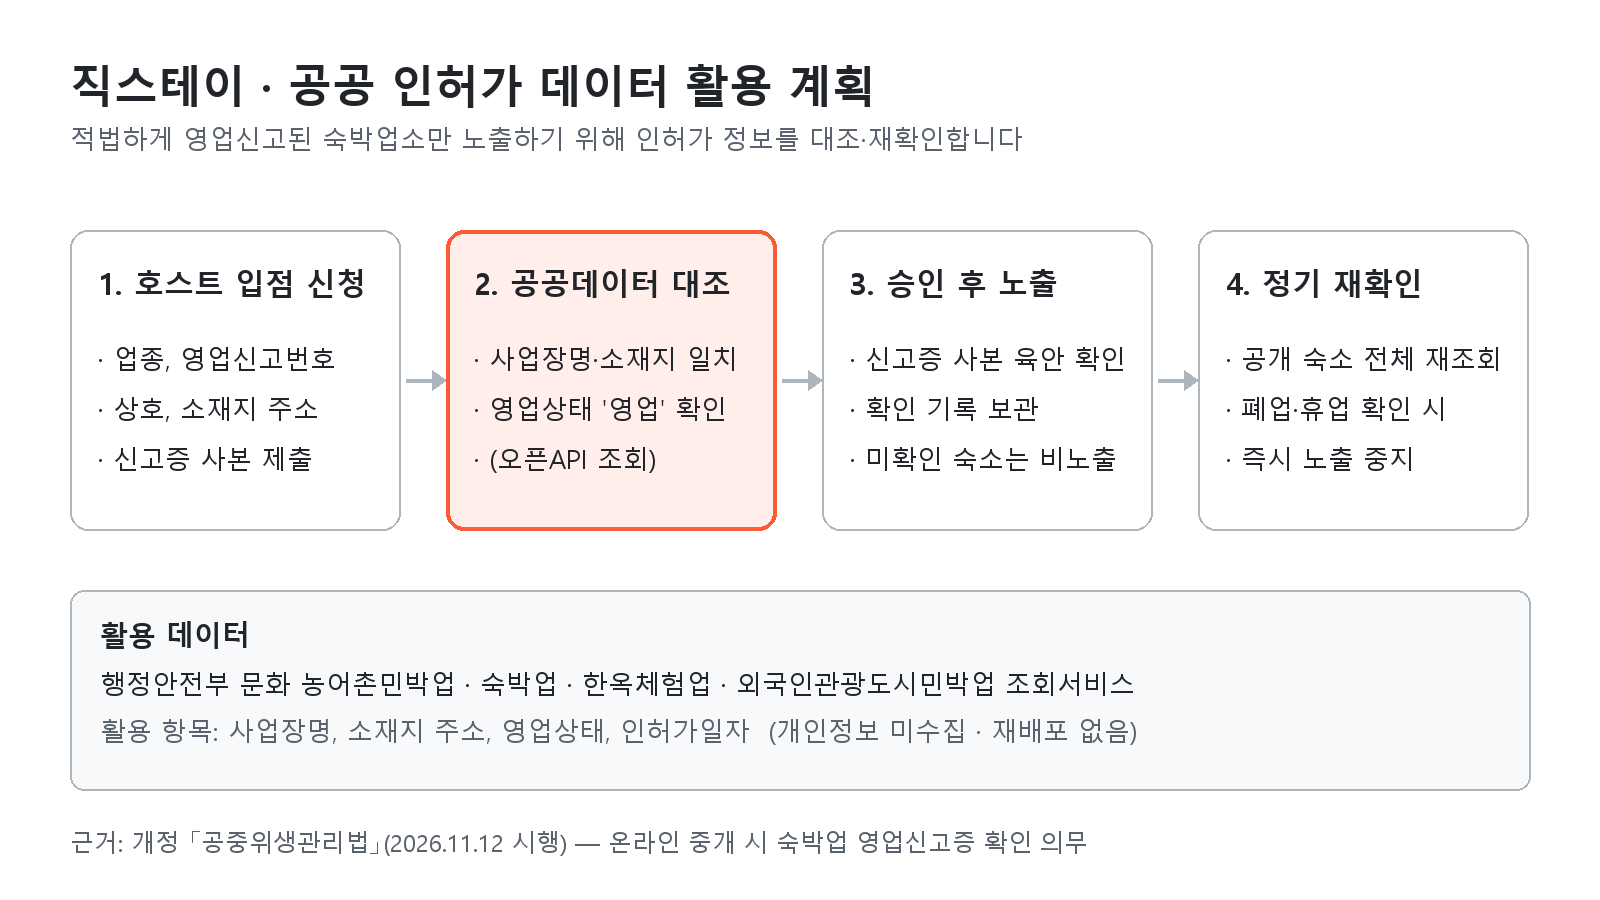 직스테이 · 공공 인허가 데이터 활용 계획
적법하게 영업신고된 숙박업소만 노출하기 위해 인허가 정보를 대조·재확인합니다
1. 호스트 입점 신청
· 업종, 영업신고번호
· 상호, 소재지 주소
· 신고증 사본 제출
2. 공공데이터 대조
· 사업장명·소재지 일치
· 영업상태 '영업' 확인
· (오픈API 조회)
3. 승인 후 노출
· 신고증 사본 육안 확인
· 확인 기록 보관
· 미확인 숙소는 비노출
4. 정기 재확인
· 공개 숙소 전체 재조회
· 폐업·휴업 확인 시
· 즉시 노출 중지
활용 데이터
행정안전부 문화 농어촌민박업 · 숙박업 · 한옥체험업 · 외국인관광도시민박업 조회서비스
활용 항목: 사업장명, 소재지 주소, 영업상태, 인허가일자  (개인정보 미수집 · 재배포 없음)
근거: 개정 「공중위생관리법」(2026.11.12 시행) — 온라인 중개 시 숙박업 영업신고증 확인 의무